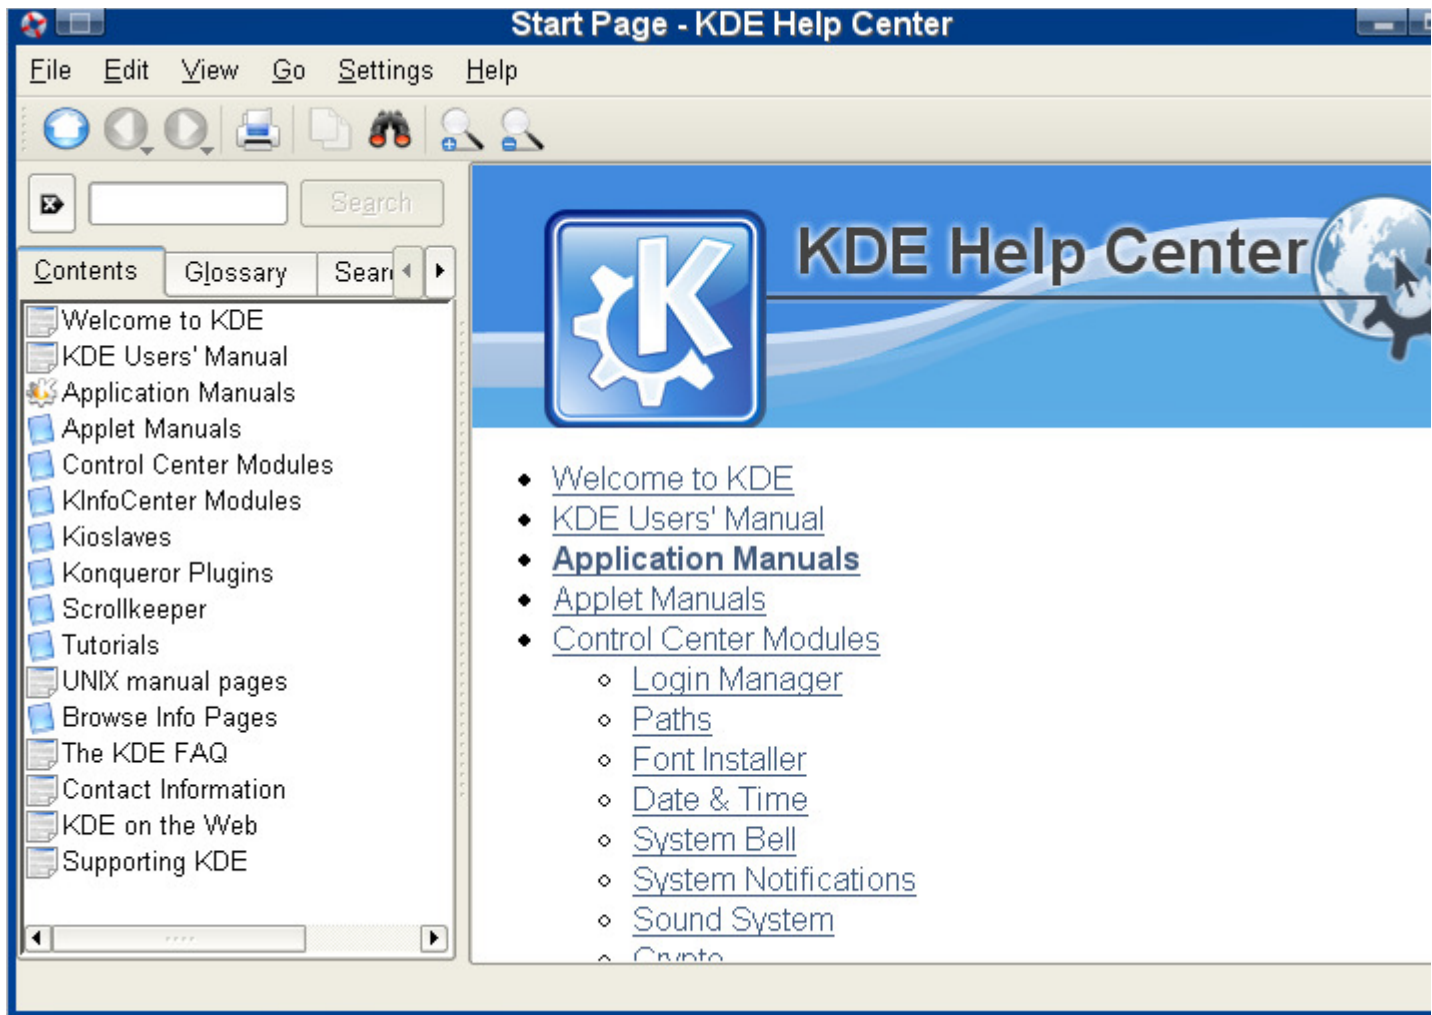 Start Page - KDE Help Center
File Edit View Go Settings Help
Search
Contents Glossary Sear
Welcome to KDE
KDE Users' Manual
Application Manuals
Applet Manuals
Control Center Modules
KInfoCenter Modules
Kioslaves
Konqueror Plugins
Scrollkeeper
Tutorials
UNIX manual pages
Browse Info Pages
The KDE FAQ
Contact Information
KDE on the Web
Supporting KDE
K
KDE Help Center
Welcome to KDE
KDE Users' Manual
Application Manuals
Applet Manuals
Control Center Modules
Login Manager
Paths
Font Installer
Date & Time
System Bell
System Notifications
Sound System
Crypto